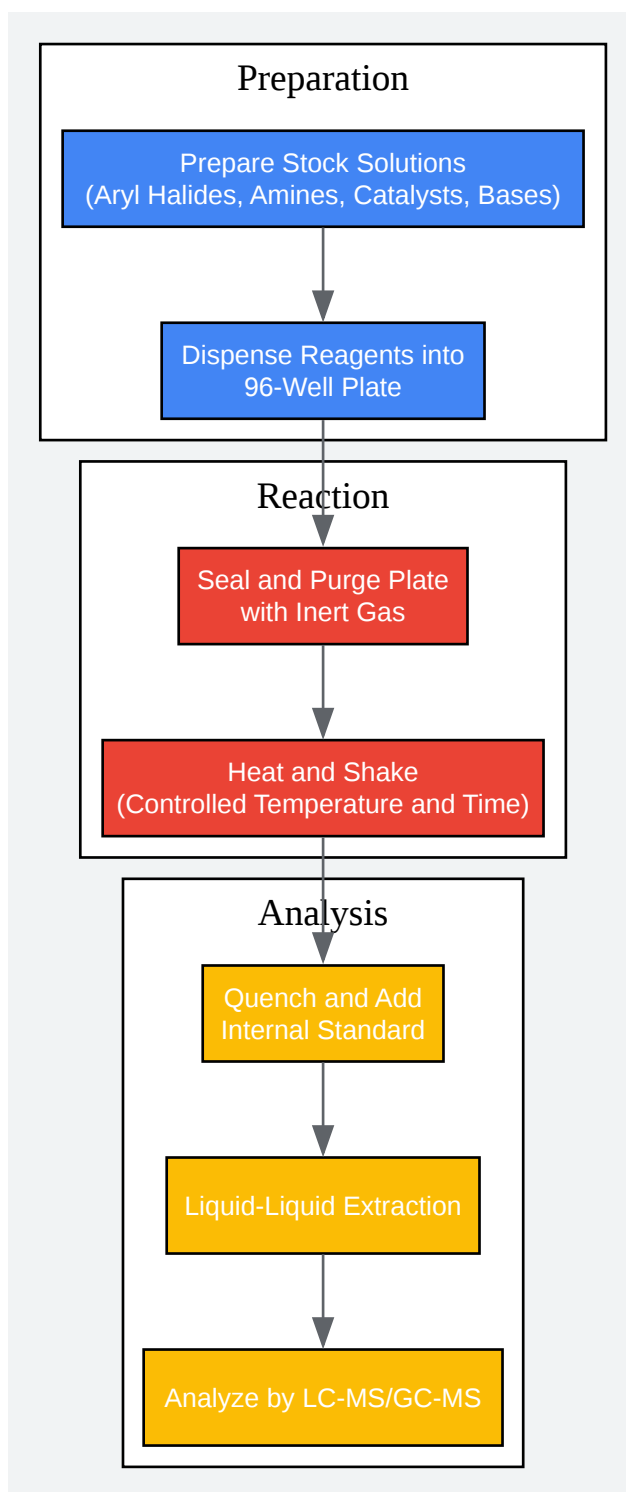 Preparation
Prepare Stock Solutions
(Aryl Halides, Amines, Catalysts, Bases)
Dispense Reagents into
96-Well Plate
Reaction
Seal and Purge Plate
with Inert Gas
Heat and Shake
(Controlled Temperature and Time)
Analysis
Quench and Add
Internal Standard
Liquid-Liquid Extraction
Analyze by LC-MS/GC-MS